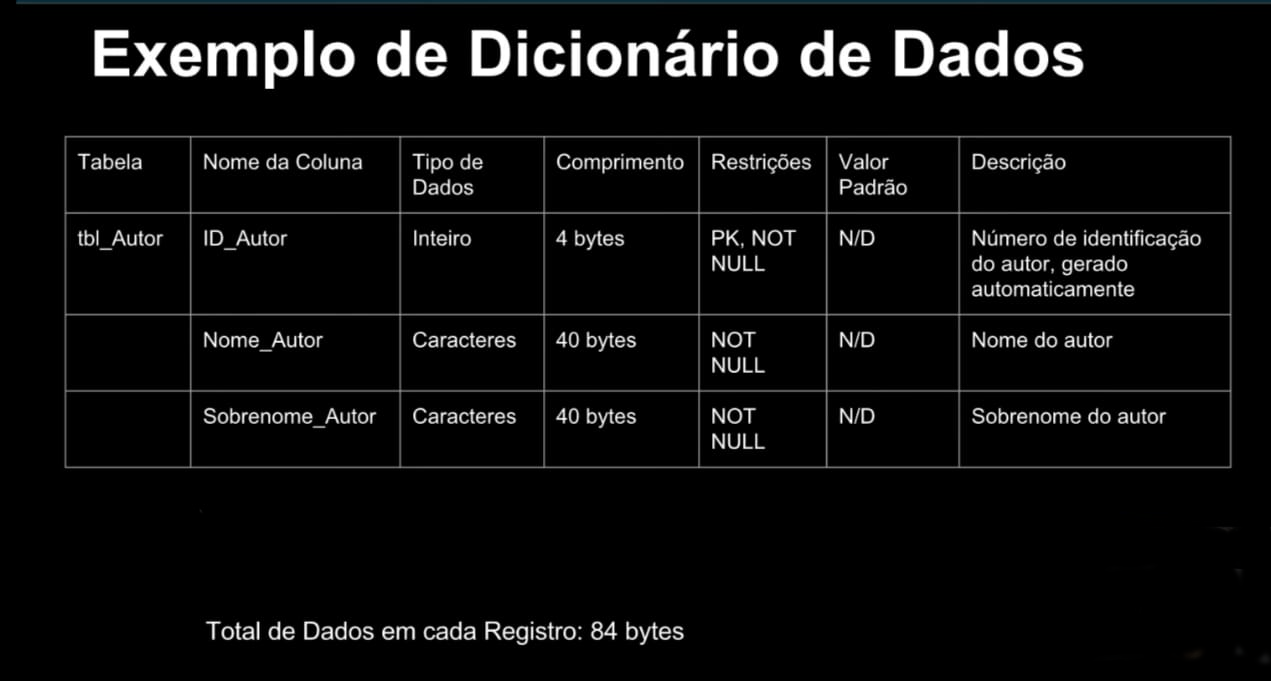 Exemplo de Dicionário de Dados
Tabela Nome da Coluna Tipo de Dados Comprimento Restrições Valor Padrão Descrição
tbl_Autor ID_Autor Inteiro 4 bytes PK, NOT NULL N/D Número de identificação do autor, gerado automaticamente
Nome_Autor Caracteres 40 bytes NOT NULL N/D Nome do autor
Sobrenome_Autor Caracteres 40 bytes NOT NULL N/D Sobrenome do autor
Total de Dados em cada Registro: 84 bytes